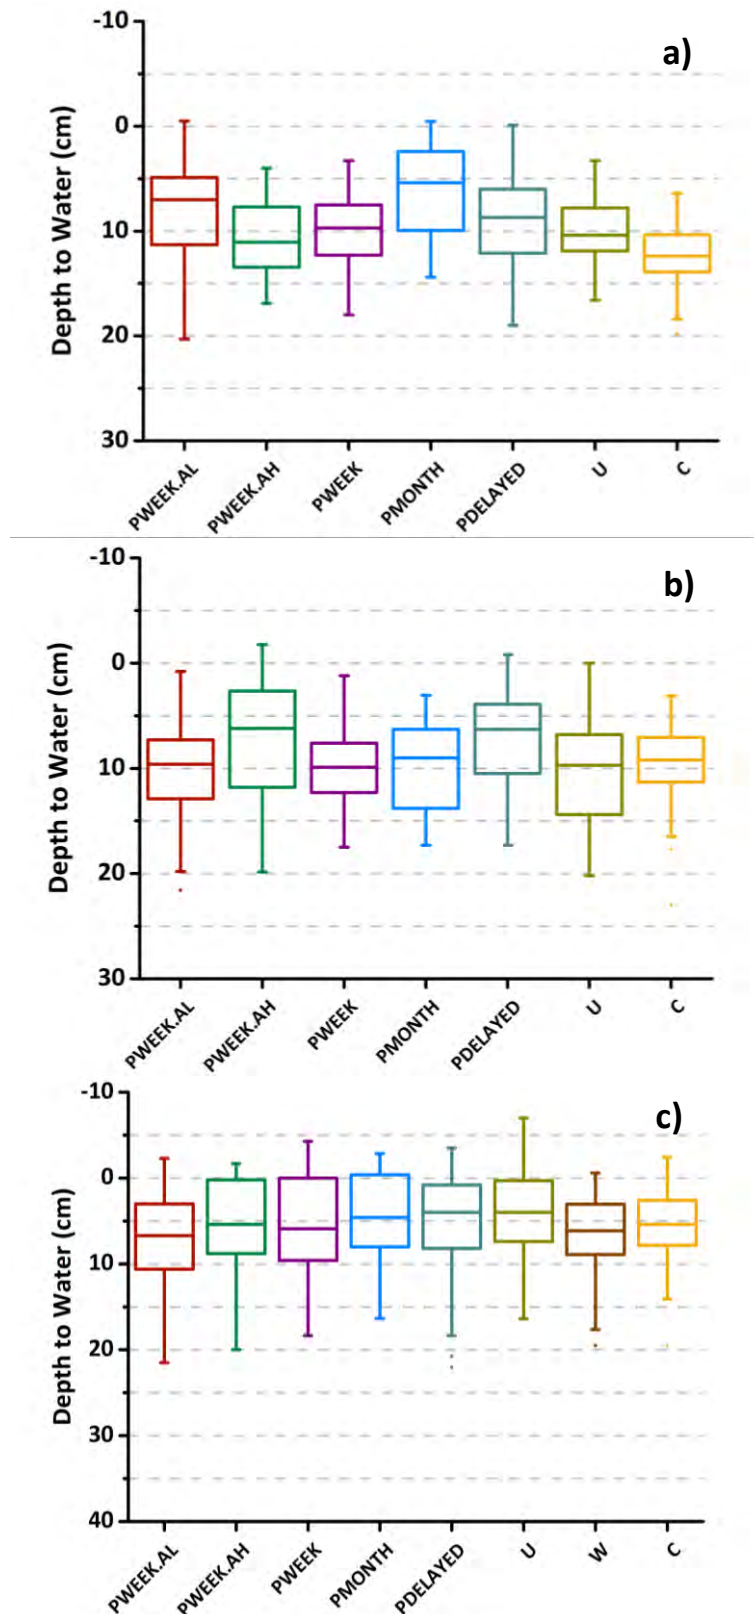 a)
Depth to Water (cm)
-10
0
10
20
30
PWEEK.AL
PWEEK.AH
PWEEK
PMONTH
PDELAYED
U
C
b)
Depth to Water (cm)
-10
0
10
20
30
PWEEK.AL
PWEEK.AH
PWEEK
PMONTH
PDELAYED
U
C
c)
Depth to Water (cm)
-10
0
10
20
30
40
PWEEK.AL
PWEEK.AH
PWEEK
PMONTH
PDELAYED
U
W
C